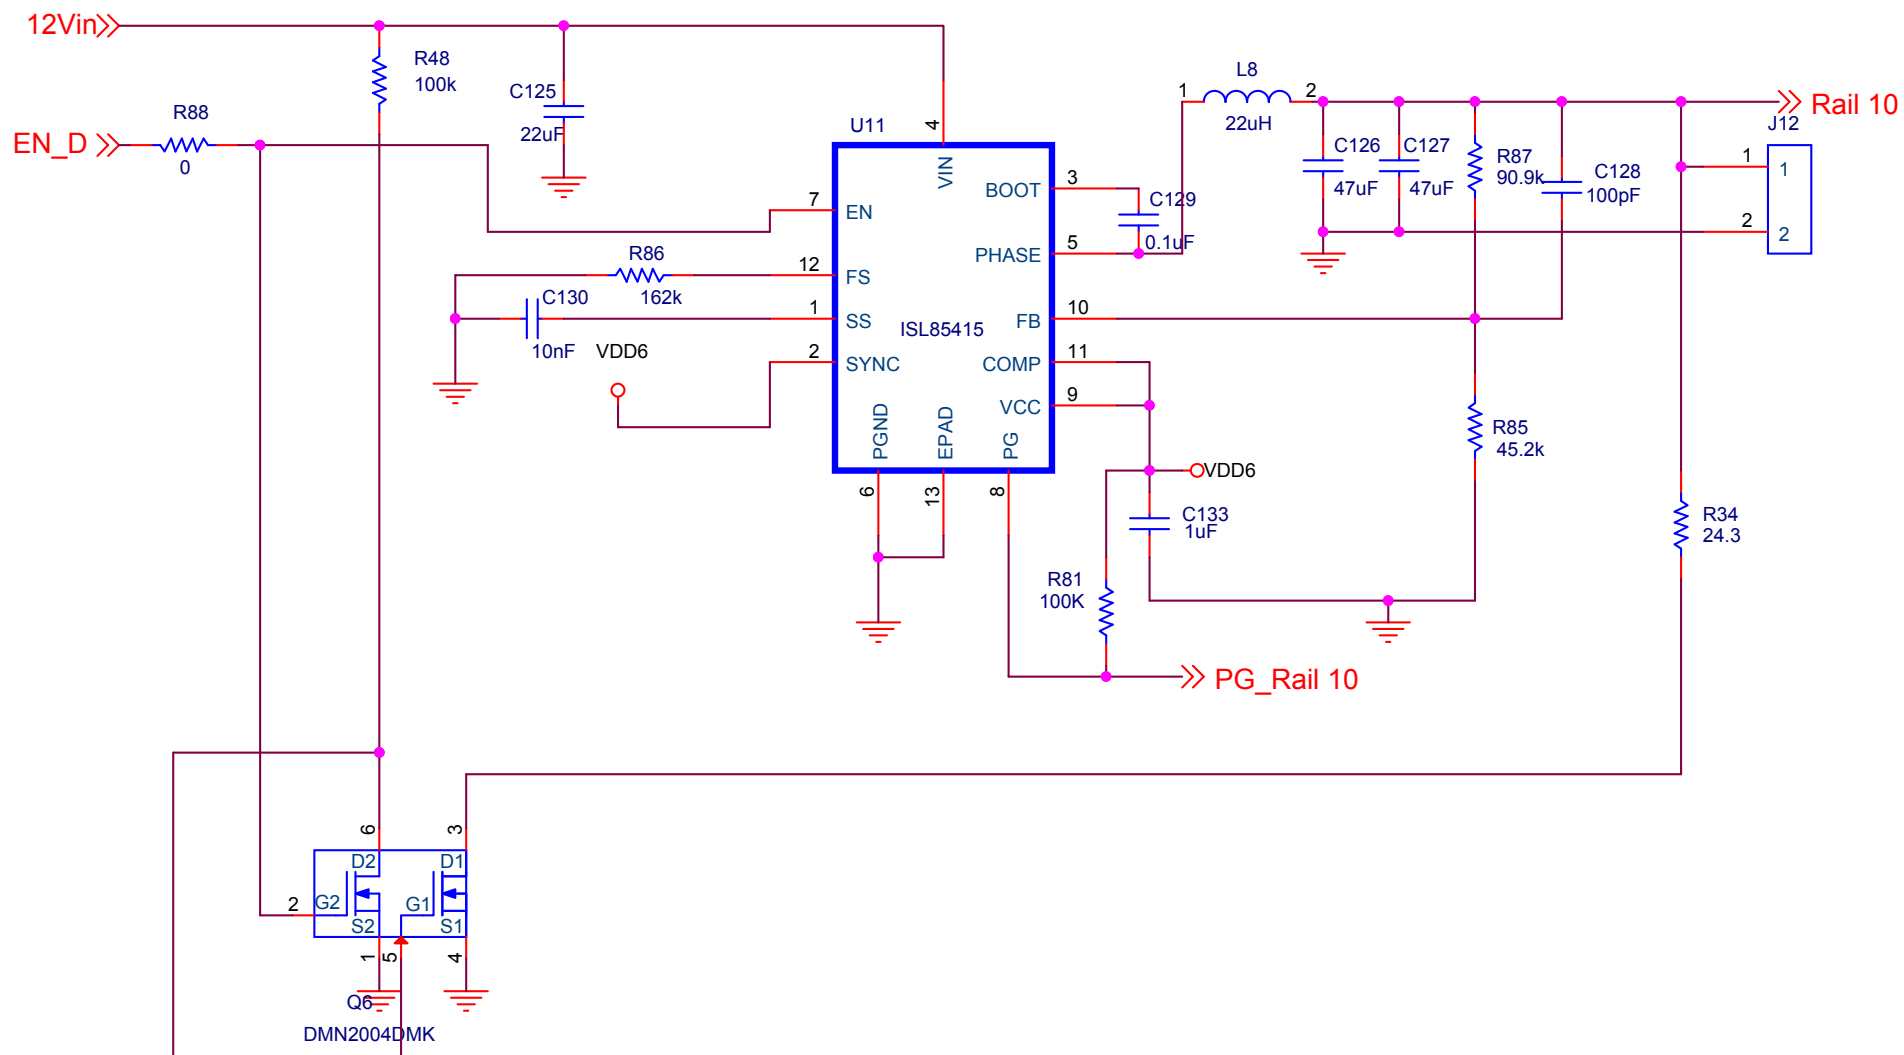 12Vin
R48
100k
C125
22uF
R88
0
EN_D
U11
4
VIN
7
EN
R86
162k
12
FS
C130
10nF
1
SS
VDD6
2
SYNC
ISL85415
BOOT
3
PHASE
5
FB
10
COMP
11
VCC
9
PGND
EPAD
PG
6
13
8
C129
0.1uF
1
L8
2
22uH
C126
47uF
C127
47uF
R87
90.9k
C128
100pF
Rail 10
J12
1
1
2
2
R85
45.2k
VDD6
C133
1uF
R81
100K
PG_Rail 10
R34
24.3
6
3
D2
D1
2
G2
G1
S2
S1
1
5
4
Q6
DMN2004DMK